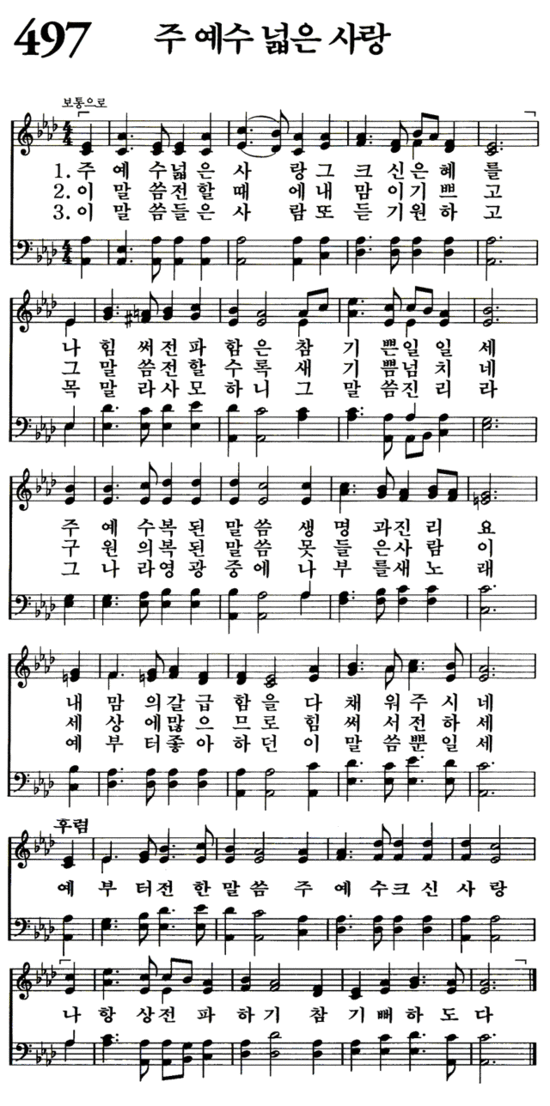 497 주 예수 넓은 사랑
보통으로
1. 주 예 수 넓 은 사 랑 그 크 신 은 혜 를
2. 이 말 씀 전 할 때 에 내 맘 이 기 쁘 고
3. 이 말 씀 들 은 사 람 또 듣 기 원 하 고
나 힘 써 전 파 함 은 참 기 쁜 일 일 세
그 말 씀 전 할 수 록 새 기 쁨 넘 치 네
목 말 라 사 모 하 니 그 말 씀 진 리 라
주 예 수 복 된 말 씀 생 명 과 진 리 요
구 원 의 복 된 말 씀 못 들 은 사 람 이
그 나 라 영 광 중 에 나 부 를 새 노 래
내 맘 의 갈 급 함 을 다 채 워 주 시 네
세 상 에 많 으 므 로 힘 써 서 전 하 세
예 부 터 좋 아 하 던 이 말 씀 뿐 일 세
후렴
예 부 터 전 한 말 씀 주 예 수 크 신 사 랑
나 항 상 전 파 하 기 참 기 뻐 하 도 다